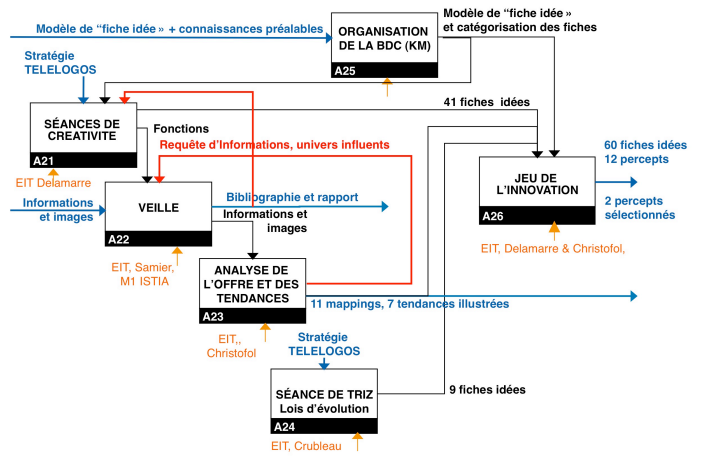 Modèle de “fiche idée » + connaissances préalables
ORGANISATION
DE LA BDC (KM)
A25
Modèle de “fiche idée »
et catégorisation des fiches
Stratégie
TELELOGOS
41 fiches idées
SÉANCES DE
CREATIVITE
A21
Fonctions
Requête d’Informations, univers influents
EIT Delamarre
60 fiches idées
12 percepts
JEU DE
L’INNOVATION
A26
2 percepts
sélectionnés
EIT, Delamarre & Christofol,
Informations
et images
VEILLE
A22
Bibliographie et rapport
Informations et
images
EIT, Samier,
M1 ISTIA
ANALYSE DE
L’OFFRE ET DES
TENDANCES
A23
11 mappings, 7 tendances illustrées
EIT,,
Christofol
Stratégie
TELELOGOS
SÉANCE DE TRIZ
Lois d’évolution
A24
9 fiches idées
EIT, Crubleau